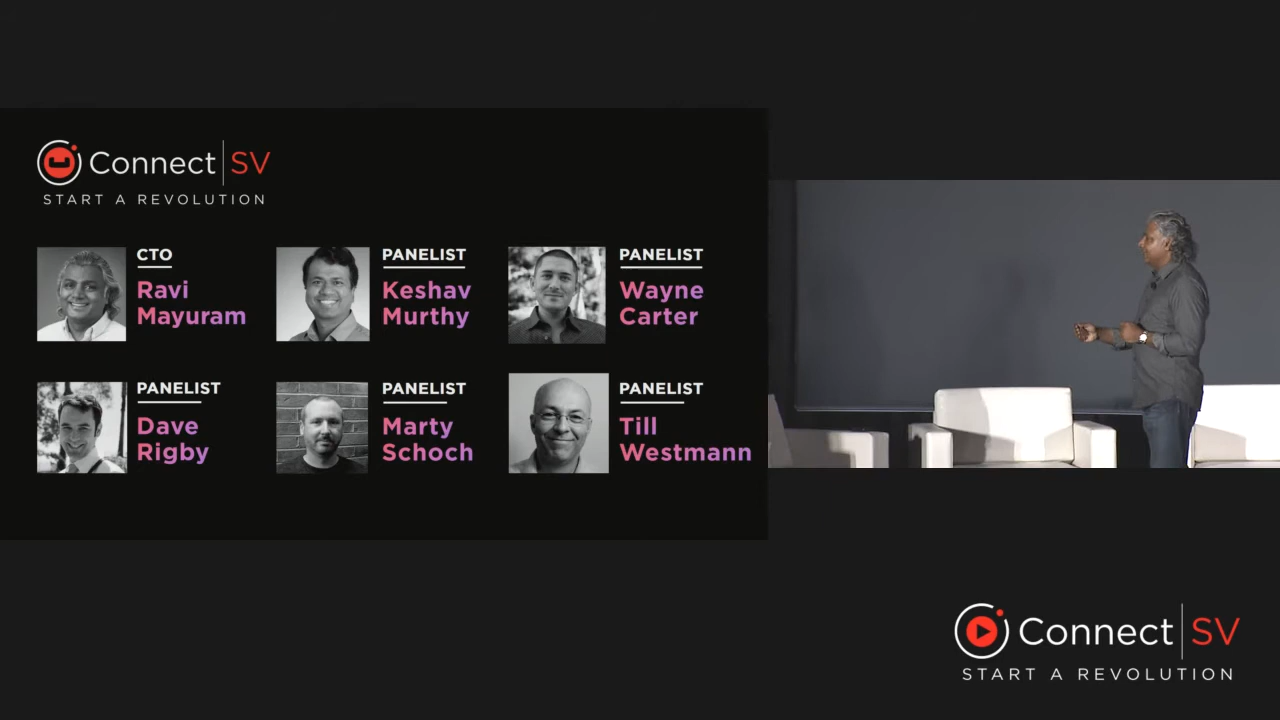 Connect SV
START A REVOLUTION
CTO
Ravi
Mayuram
PANELIST
Keshav
Murthy
PANELIST
Wayne
Carter
PANELIST
Dave
Rigby
PANELIST
Marty
Schoch
PANELIST
Till
Westmann
Connect SV
START A REVOLUTION